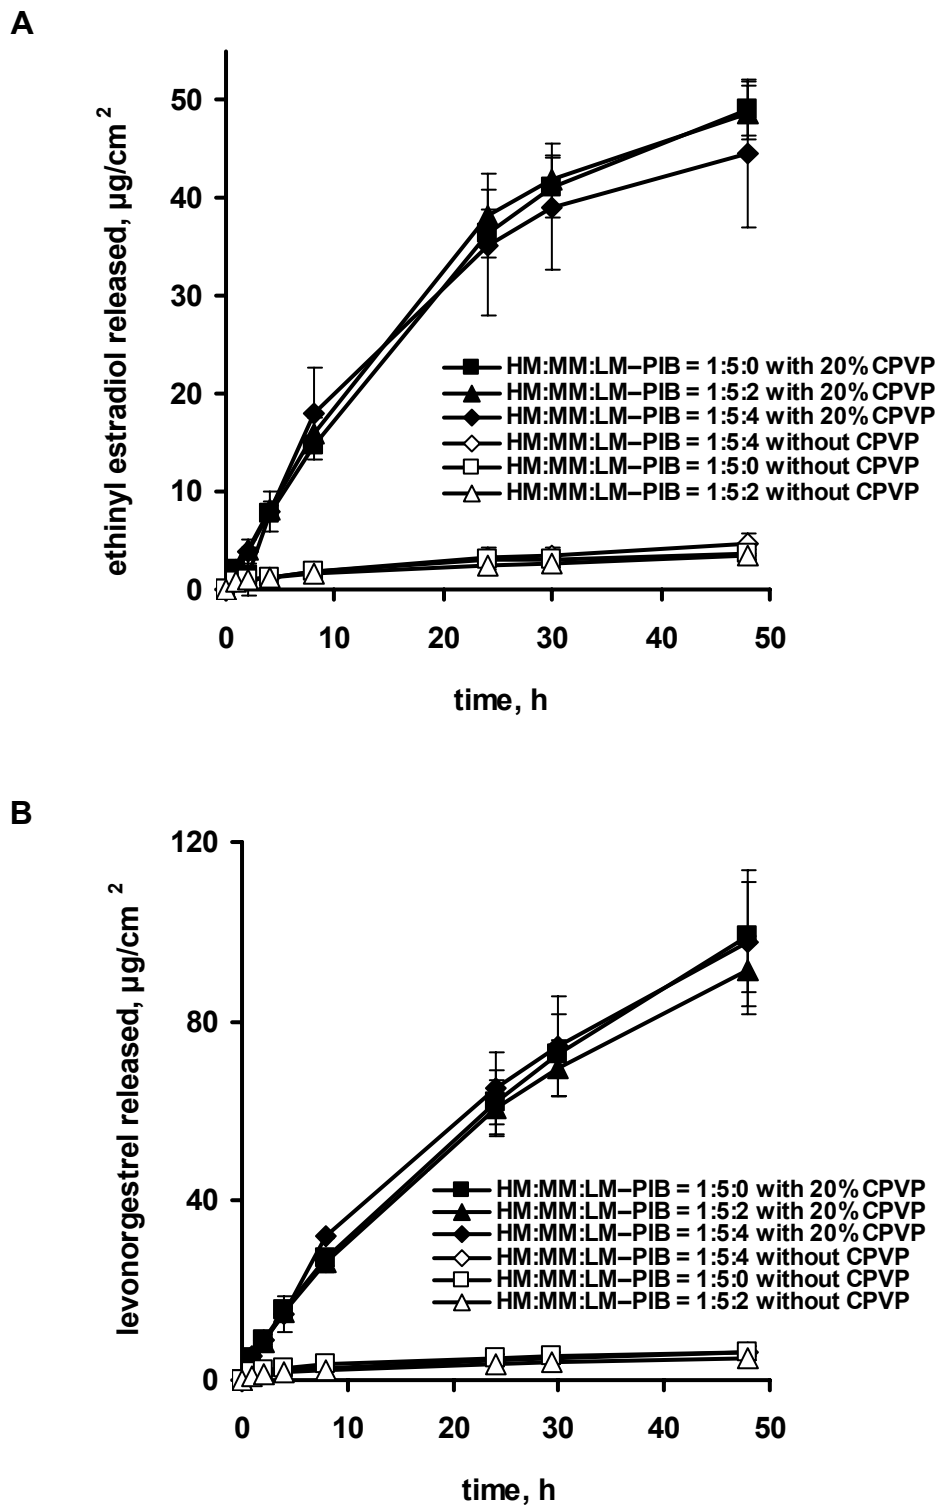 A
ethinyl estradiol released, µg/cm 2
50
40
30
20
10
0
HM:MM:LM–PIB = 1:5:0 with 20% CPVP
HM:MM:LM–PIB = 1:5:2 with 20% CPVP
HM:MM:LM–PIB = 1:5:4 with 20% CPVP
HM:MM:LM–PIB = 1:5:4 without CPVP
HM:MM:LM–PIB = 1:5:0 without CPVP
HM:MM:LM–PIB = 1:5:2 without CPVP
0 10 20 30 40 50
time, h
B
levonorgestrel released, µg/cm 2
120
80
40
0
HM:MM:LM–PIB = 1:5:0 with 20% CPVP
HM:MM:LM–PIB = 1:5:2 with 20% CPVP
HM:MM:LM–PIB = 1:5:4 with 20% CPVP
HM:MM:LM–PIB = 1:5:4 without CPVP
HM:MM:LM–PIB = 1:5:0 without CPVP
HM:MM:LM–PIB = 1:5:2 without CPVP
0 10 20 30 40 50
time, h